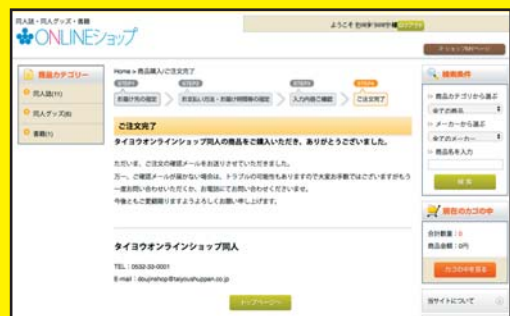 同人誌・同人グッズ・書籍
ONLINEショップ
ようこそ
ショップTOPページへ
商品カテゴリー
同人誌(11)
同人グッズ(6)
書籍(1)
Home > 商品購入/ご注文完了
STEP1
お届け先の指定
STEP2
お支払い方法・お届け時間等の指定
STEP3
入力内容ご確認
STEP4
ご注文完了
ご注文完了
タイヨウオンラインショップ同人の商品をご購入いただき、ありがとうございました。
ただいま、ご注文の確認メールをお送りさせていただきました。
万一、ご確認メールが届かない場合は、トラブルの可能性もありますので大変お手数ではございますがもう
一度お問い合わせいただくか、お電話にてお問い合わせくださいませ。
今後ともご愛顧賜りますようよろしくお願い申し上げます。
タイヨウオンラインショップ同人
TEL：0532-33-0001
E-mail：doujinshop@taiyoushuppan.co.jp
トップページへ
検索条件
商品カテゴリから選ぶ
全ての商品
メーカーから選ぶ
全てのメーカー
商品名を入力
検索
現在のカゴの中
合計数量：0
商品金額：0円
カゴの中を見る
当サイトについて